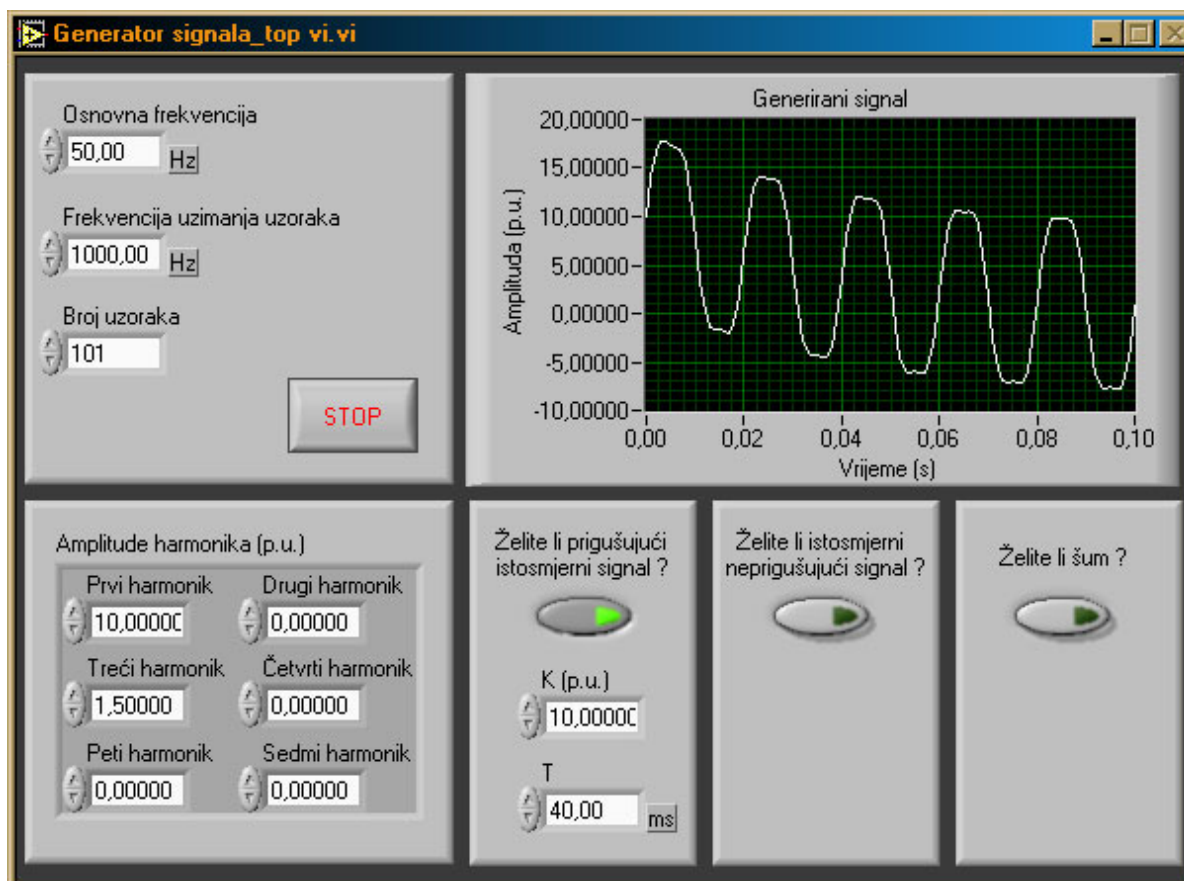 Generator signala_top vi.vi
Osnovna frekvencija
50,00
Hz
Frekvencija uzimanja uzoraka
1000,00
Hz
Broj uzoraka
101
STOP
Generirani signal
Amplituda (p.u.)
20,00000
15,00000
10,00000
5,00000
0,00000
-5,00000
-10,00000
0,00 0,02 0,04 0,06 0,08 0,10
Vrijeme (s)
Amplitude harmonika (p.u.)
Prvi harmonik
10,00000
Drugi harmonik
0,00000
Treći harmonik
1,50000
Četvrti harmonik
0,00000
Peti harmonik
0,00000
Sedmi harmonik
0,00000
Želite li prigušujući
istosmjerni signal ?
K (p.u.)
10,00000
T
40,00
ms
Želite li istosmjerni
neprigušujući signal ?
Želite li šum ?